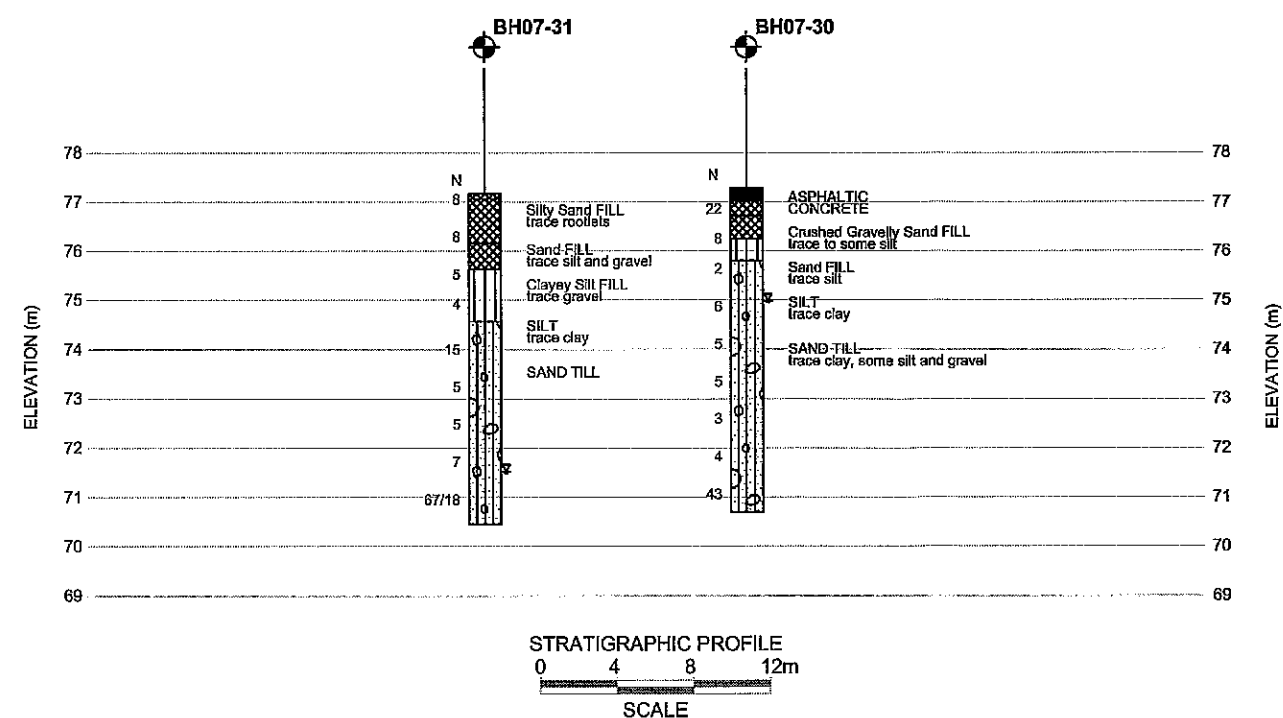 BH07-31
BH07-30
78
78
N
N
77
8
Silty Sand FILL
trace rootlets
22
ASPHALTIC
CONCRETE
77
76
8
Sand FILL
trace silt and gravel
8
Crushed Gravelly Sand FILL
trace to some silt
76
5
Clayey Silt FILL
trace gravel
2
Sand FILL
trace silt
75
4
6
SILT
trace clay
75
SILT
trace clay
74
15
5
SAND TILL
trace clay, some silt and gravel
74
SAND TILL
73
5
5
73
5
3
72
7
4
72
71
67/18
43
71
70
70
69
69
ELEVATION (m)
ELEVATION (m)
STRATIGRAPHIC PROFILE
0 4 8 12m
SCALE